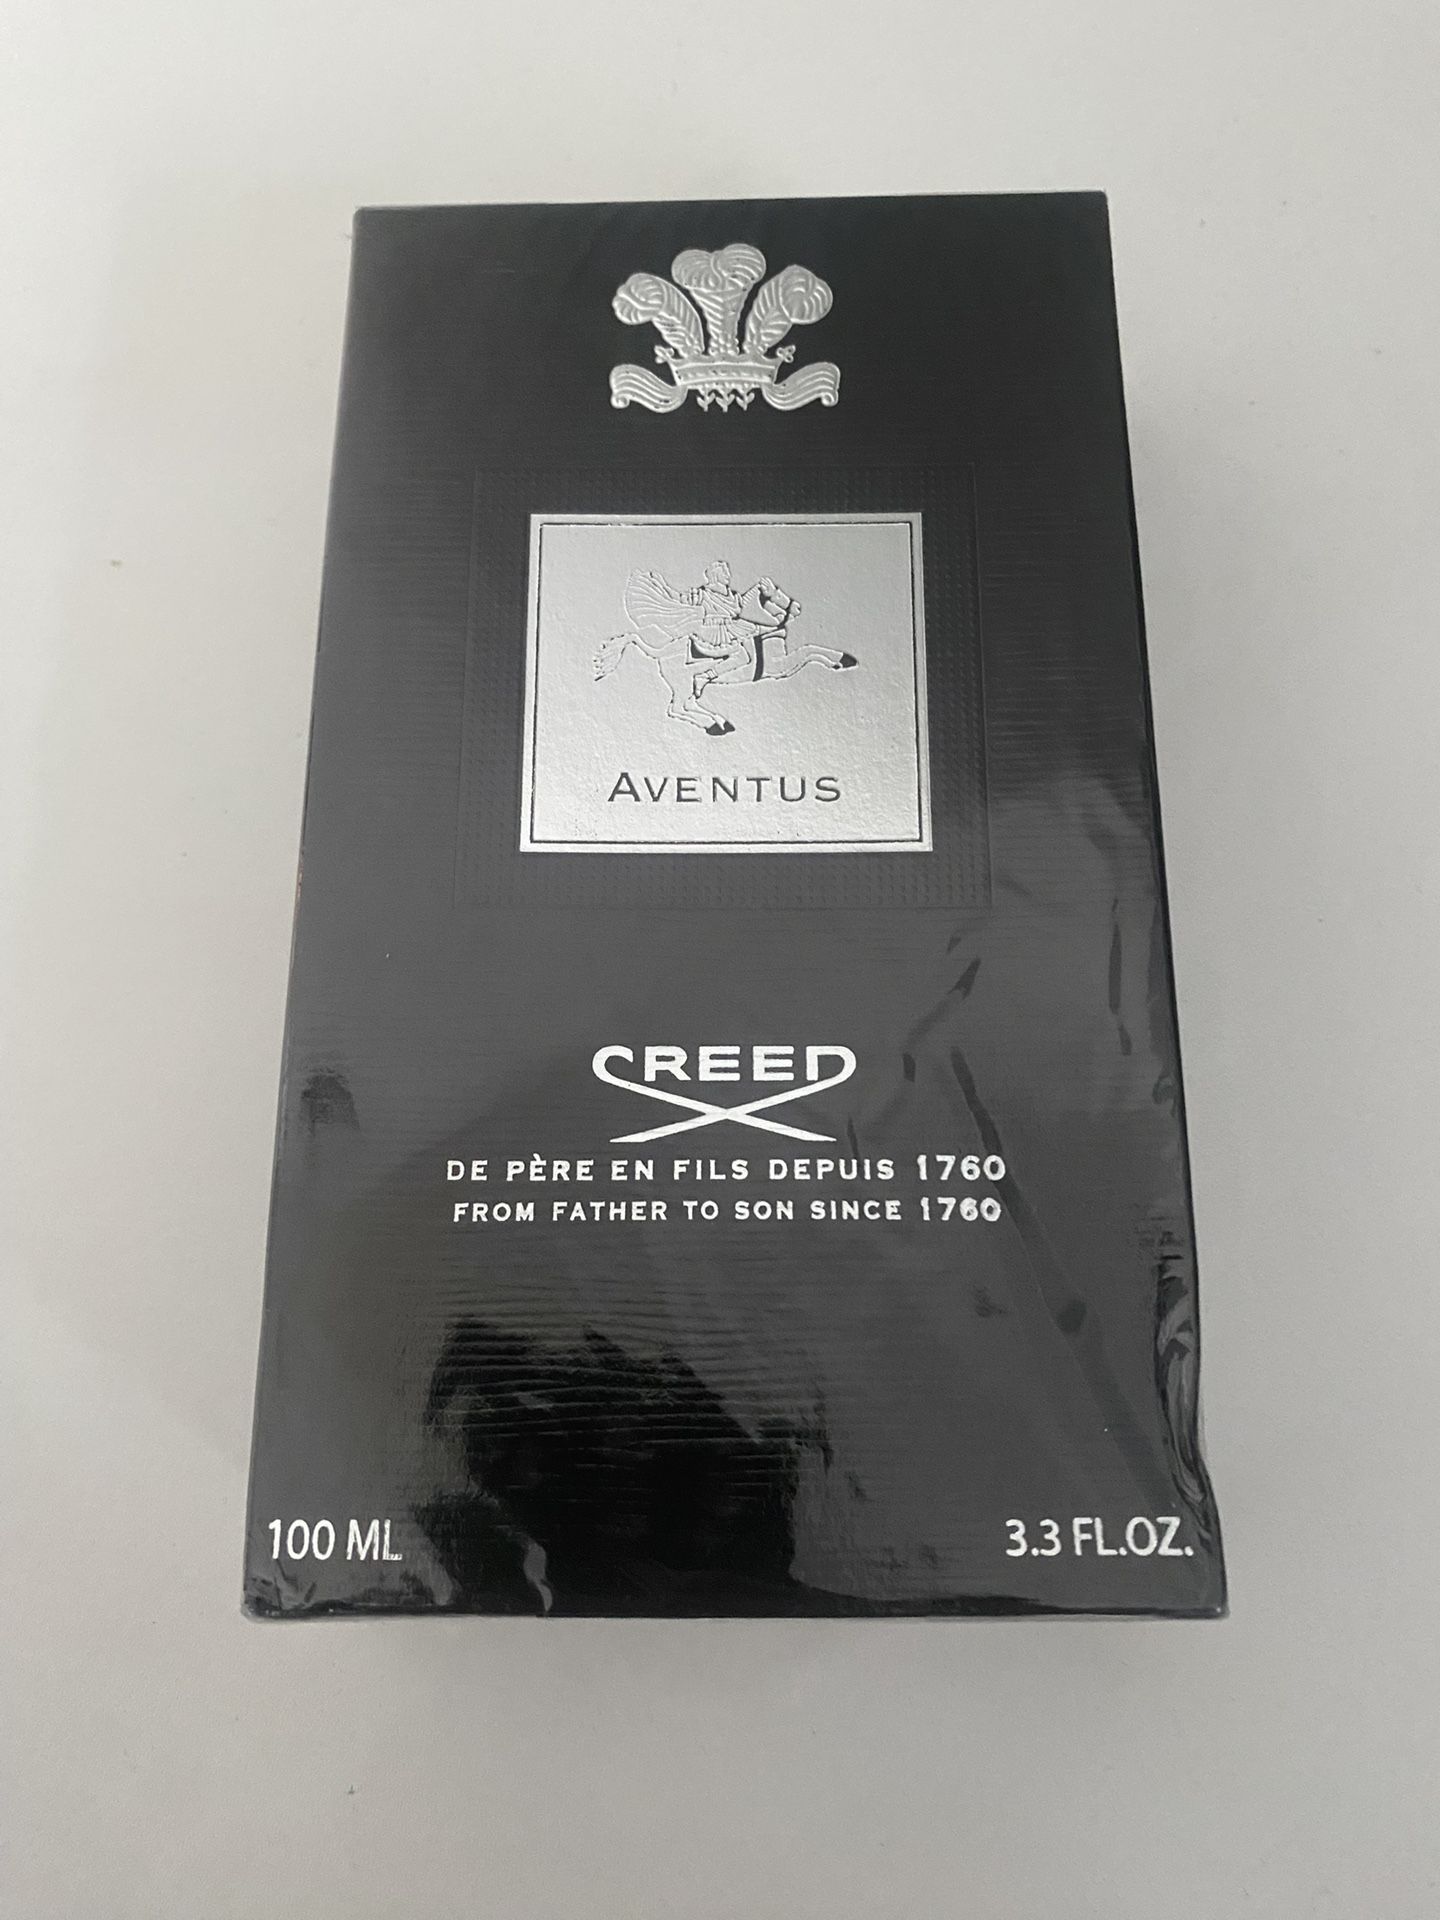 AVENTUS
CREED
DE PÈRE EN FILS DEPUIS 1760
FROM FATHER TO SON SINCE 1760
100 ML
3.3 FL.OZ.